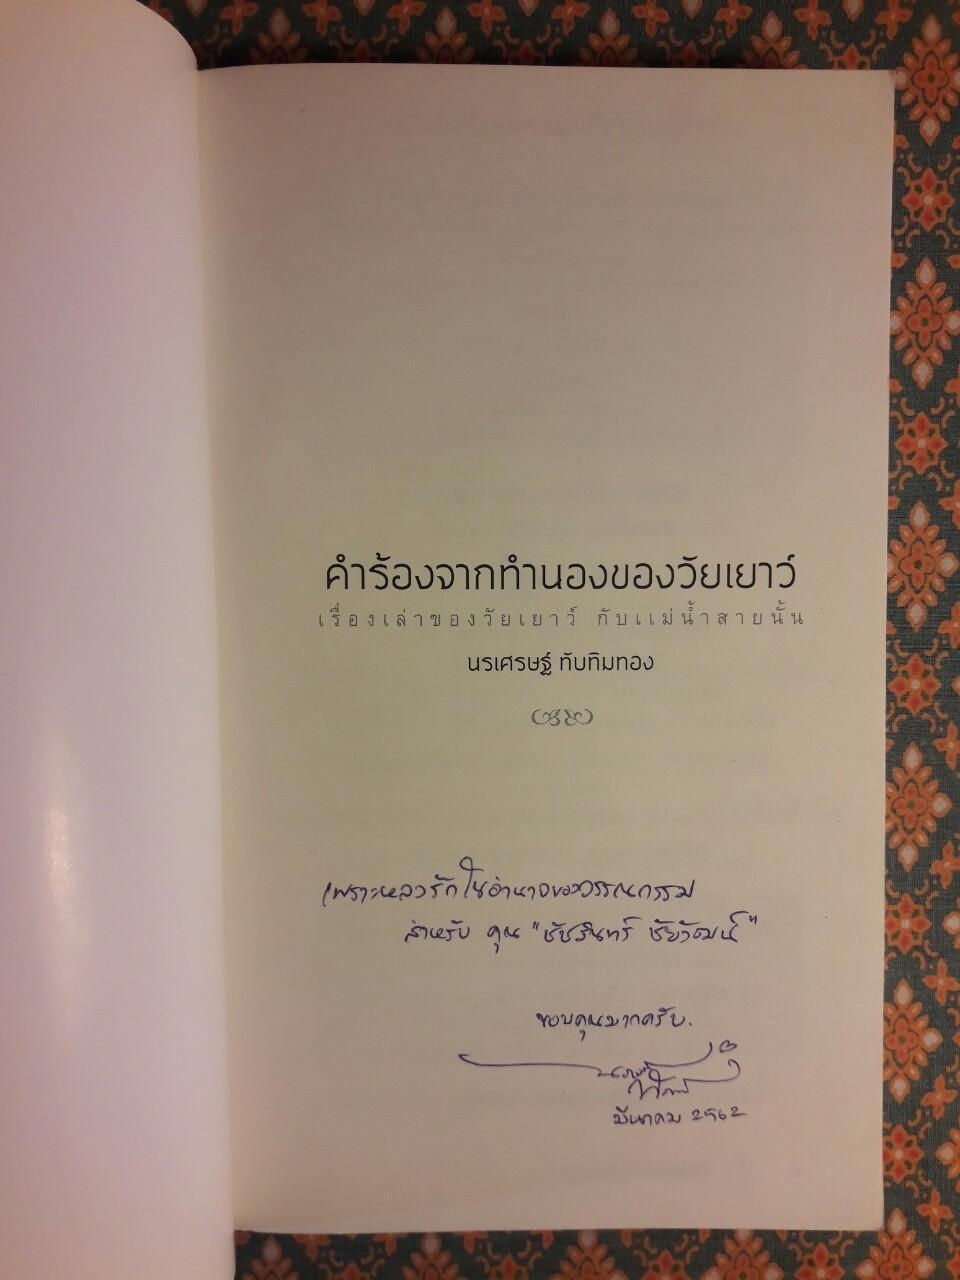 คำร้องจากทำนองของวัยเยาว์
เรื่องเล่าของวัยเยาว์ กับแม่น้ำสายนั้น
นรเศรษฐ์ ทับทิมทอง
เพราะหลงรักในอำนาจของวรรณกรรม
สำหรับ คุณ "ชัชรินทร์ ชัยวัฒน์"
ขอบคุณมากครับ.
มีนาคม ๒๕๖๒